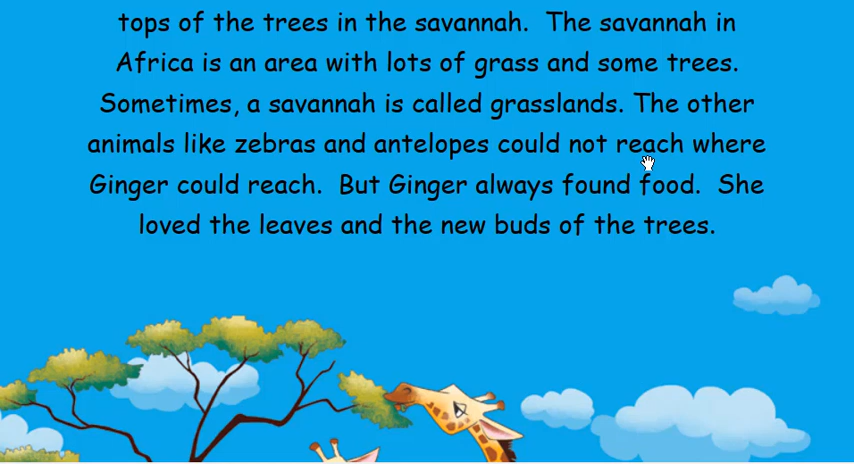 tops of the trees in the savannah.  The savannah in
Africa is an area with lots of grass and some trees.
Sometimes, a savannah is called grasslands. The other
animals like zebras and antelopes could not reach where
Ginger could reach.  But Ginger always found food.  She
loved the leaves and the new buds of the trees.